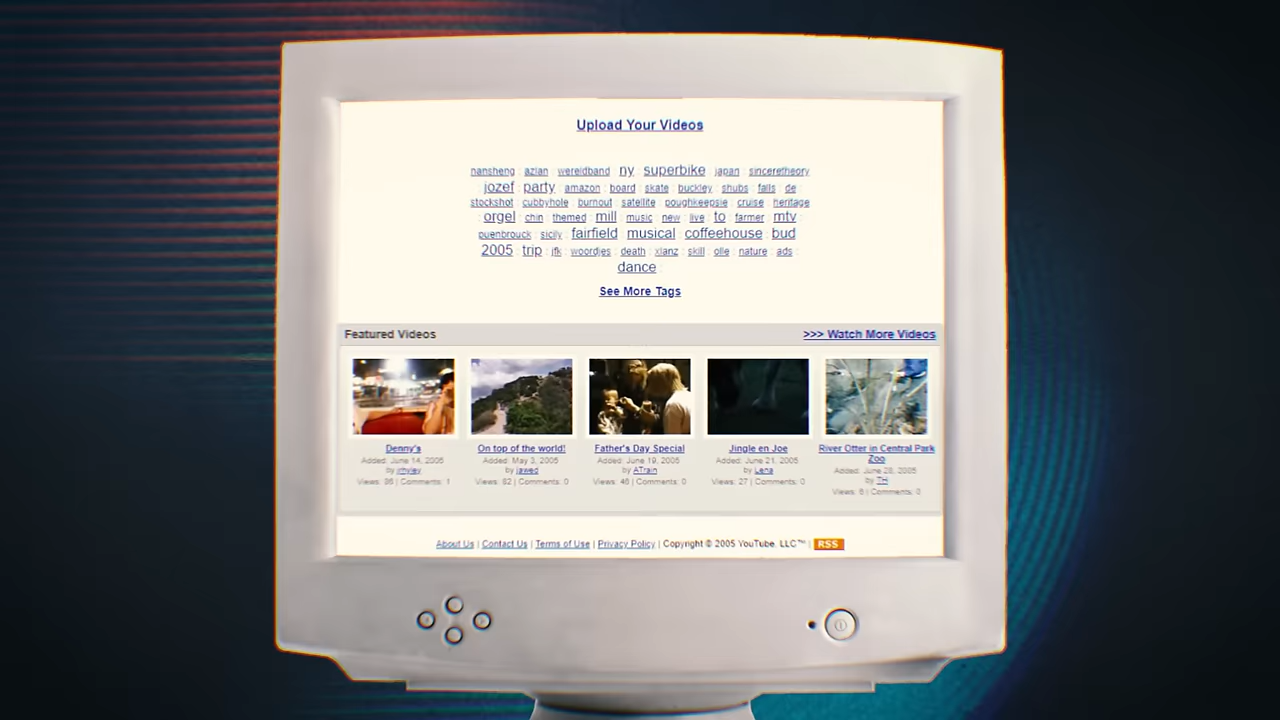 Upload Your Videos
nansheng : azian : wereldband : ny : superbike : japan : sinceretheory
: jozef : party : amazon : board : skate : buckley : shubs : falls : de :
stockshot : cubbyhole : burnout : satellite : poughkeepsie : cruise : heritage
: orgel : chin : themed : mill : music : new : live : to : farmer : mtv :
puenbrouck : sicily : fairfield : musical : coffeehouse : bud :
2005 : trip : jfk : woordjes : death : xianz : skill : olie : nature : ads :
dance :
See More Tags
Featured Videos >>> Watch More Videos
Denny's On top of the world! Father's Day Special Jingle en Joe River Otter in Central Park Zoo
Added: June 14, 2005 Added: May 3, 2005 Added: June 19, 2005 Added: June 21, 2005 Added: June 28, 2005
by rmyley by jawed by ATrain by Lena by TH
Views: 96 | Comments: 1 Views: 82 | Comments: 0 Views: 46 | Comments: 0 Views: 27 | Comments: 0 Views: 6 | Comments: 0
About Us | Contact Us | Terms of Use | Privacy Policy | Copyright © 2005 YouTube, LLC™ | RSS